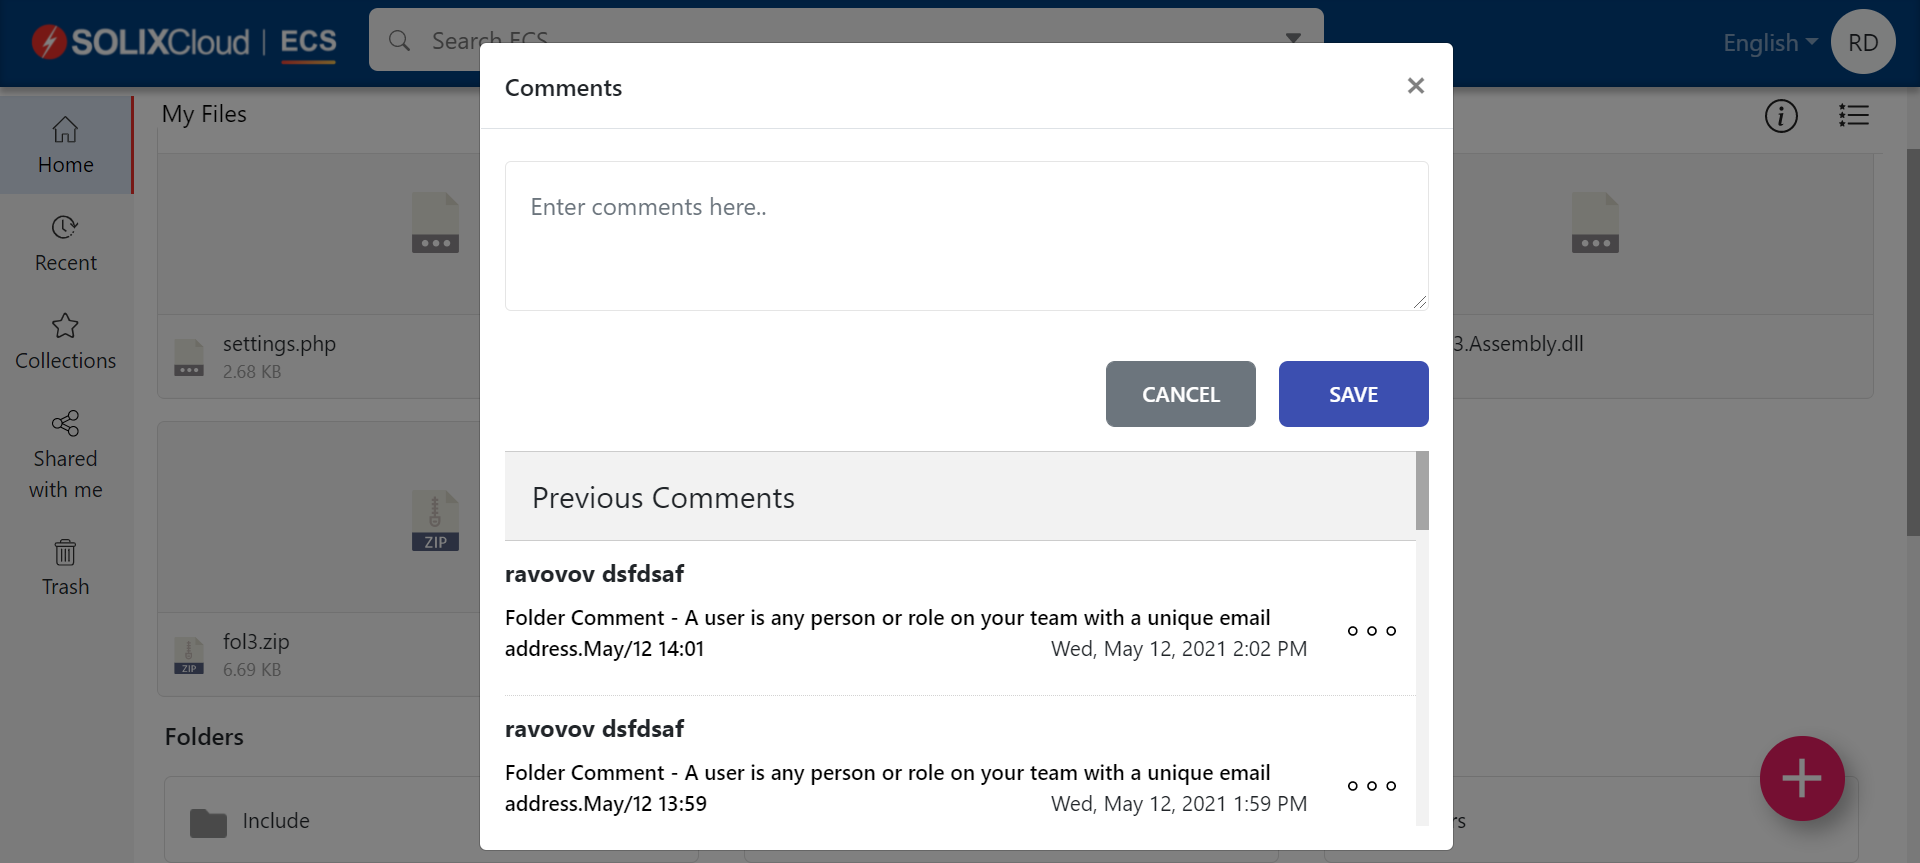 SOLIXCloud | ECS
Search ECS
English
RD
Comments
My Files
Home
Recent
Collections
Shared
with me
Trash
Enter comments here..
settings.php
2.68 KB
3.Assembly.dll
CANCEL
SAVE
Previous Comments
ZIP
ravovov dsfdsaf
Folder Comment - A user is any person or role on your team with a unique email
address.May/12 14:01
Wed, May 12, 2021 2:02 PM
fol3.zip
ZIP
6.69 KB
ravovov dsfdsaf
Folder Comment - A user is any person or role on your team with a unique email
address.May/12 13:59
Wed, May 12, 2021 1:59 PM
Folders
Include
rs